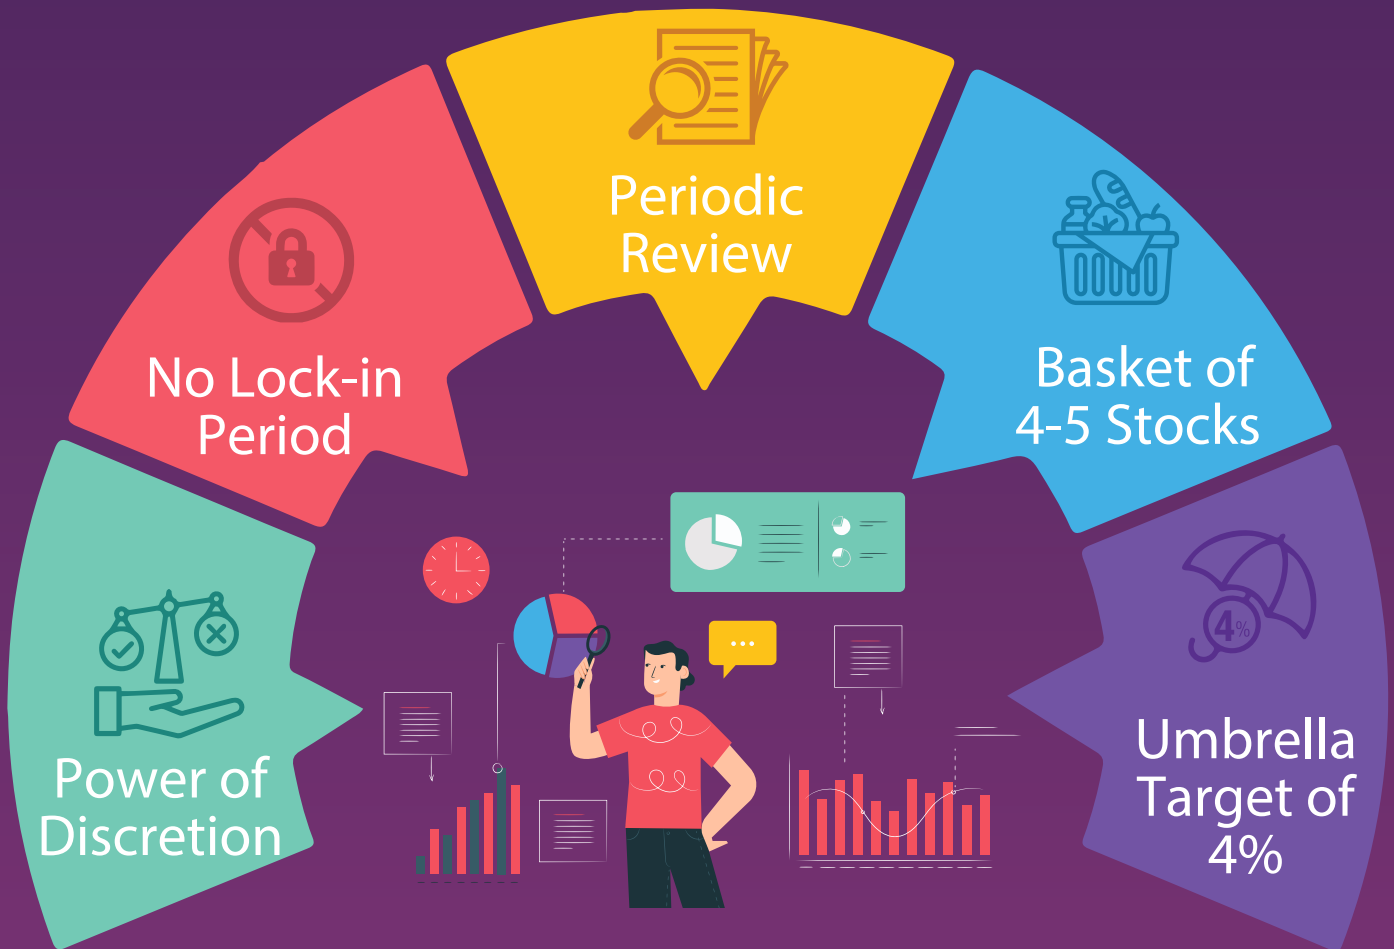 Periodic
Review
No Lock-in
Period
Basket of
4-5 Stocks
Power of
Discretion
4%
Umbrella
Target of
4%
...